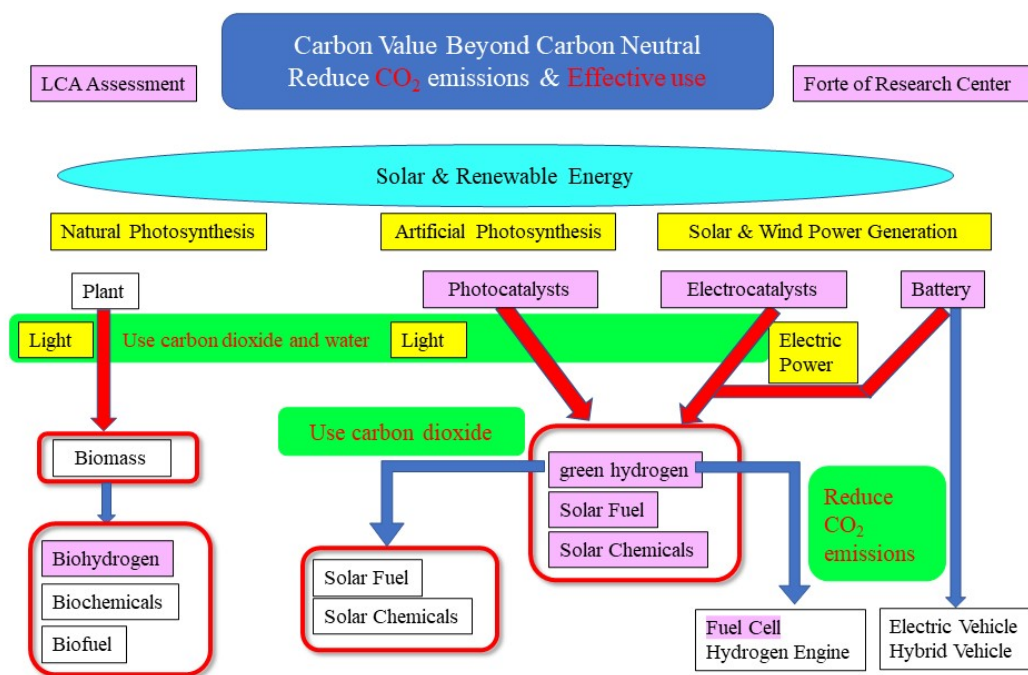 Carbon Value Beyond Carbon Neutral
Reduce CO₂ emissions & Effective use
LCA Assessment
Forte of Research Center
Solar & Renewable Energy
Natural Photosynthesis
Artificial Photosynthesis
Solar & Wind Power Generation
Plant
Photocatalysts
Electrocatalysts
Battery
Light
Use carbon dioxide and water
Light
Electric
Power
Use carbon dioxide
Biomass
green hydrogen
Solar Fuel
Solar Chemicals
Reduce
CO₂
emissions
Biohydrogen
Biochemicals
Biofuel
Solar Fuel
Solar Chemicals
Fuel Cell
Hydrogen Engine
Electric Vehicle
Hybrid Vehicle